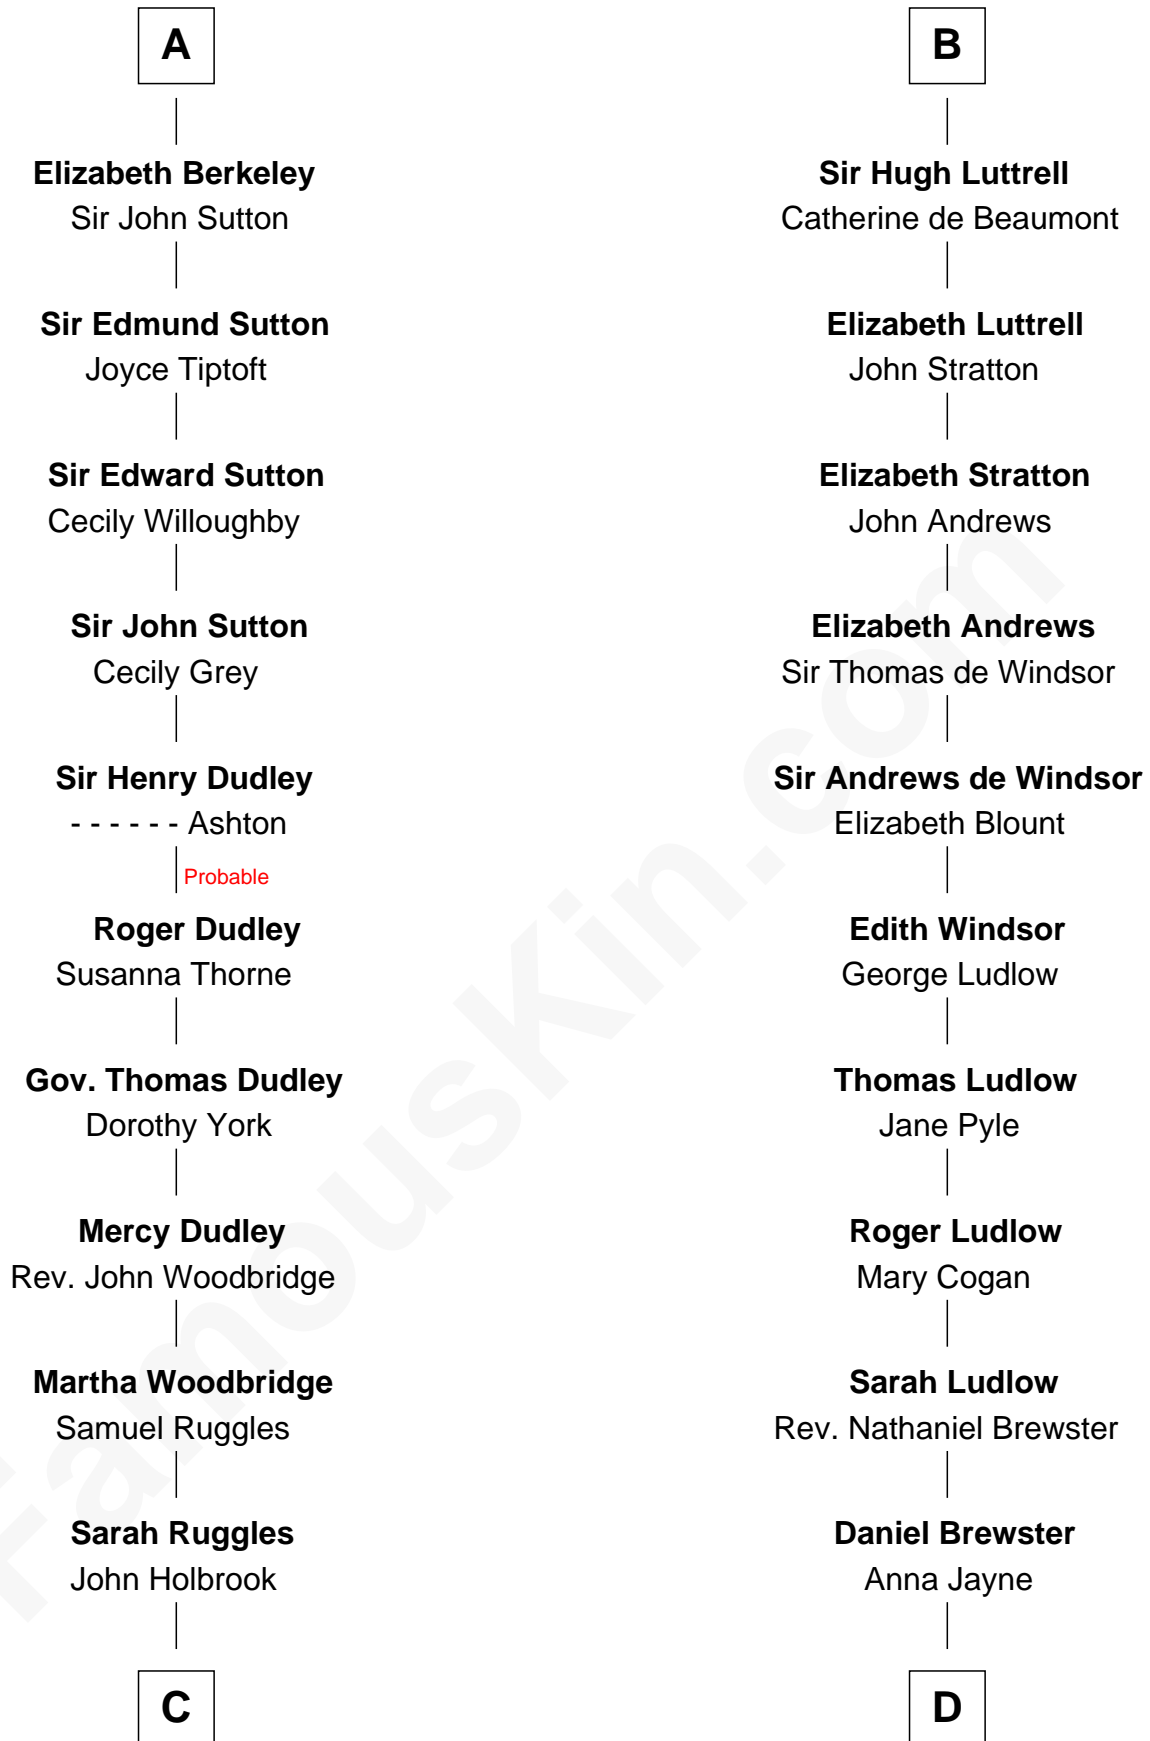 A
Elizabeth Berkeley
Sir John Sutton
Sir Edmund Sutton
Joyce Tiptoft
Sir Edward Sutton
Cecily Willoughby
Sir John Sutton
Cecily Grey
Sir Henry Dudley
- - - - - - Ashton
Probable
Roger Dudley
Susanna Thorne
Gov. Thomas Dudley
Dorothy York
Mercy Dudley
Rev. John Woodbridge
Martha Woodbridge
Samuel Ruggles
Sarah Ruggles
John Holbrook
C
B
Sir Hugh Luttrell
Catherine de Beaumont
Elizabeth Luttrell
John Stratton
Elizabeth Stratton
John Andrews
Elizabeth Andrews
Sir Thomas de Windsor
Sir Andrews de Windsor
Elizabeth Blount
Edith Windsor
George Ludlow
Thomas Ludlow
Jane Pyle
Roger Ludlow
Mary Cogan
Sarah Ludlow
Rev. Nathaniel Brewster
Daniel Brewster
Anna Jayne
D
FamousKin.com